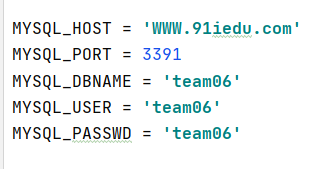 MYSQL_HOST = 'WWW.91iedu.com'
MYSQL_PORT = 3391
MYSQL_DBNAME = 'team06'
MYSQL_USER = 'team06'
MYSQL_PASSWD = 'team06'